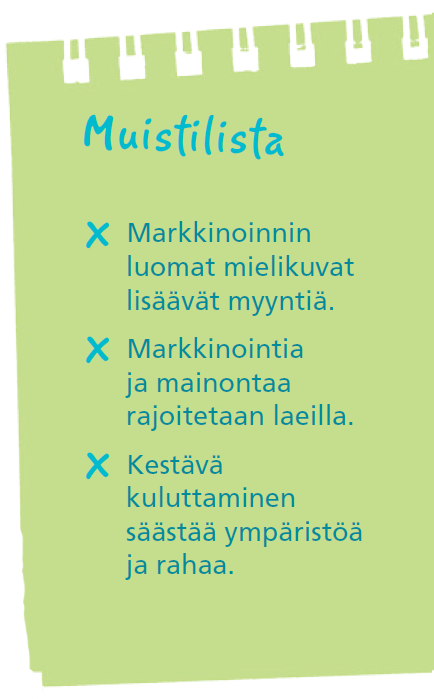 Muistilista
Markkinoinnin
luomat mielikuvat
lisäävät myyntiä.
Markkinointia
ja mainontaa
rajoitetaan laeilla.
Kestävä
kuluttaminen
säästää ympäristöä
ja rahaa.